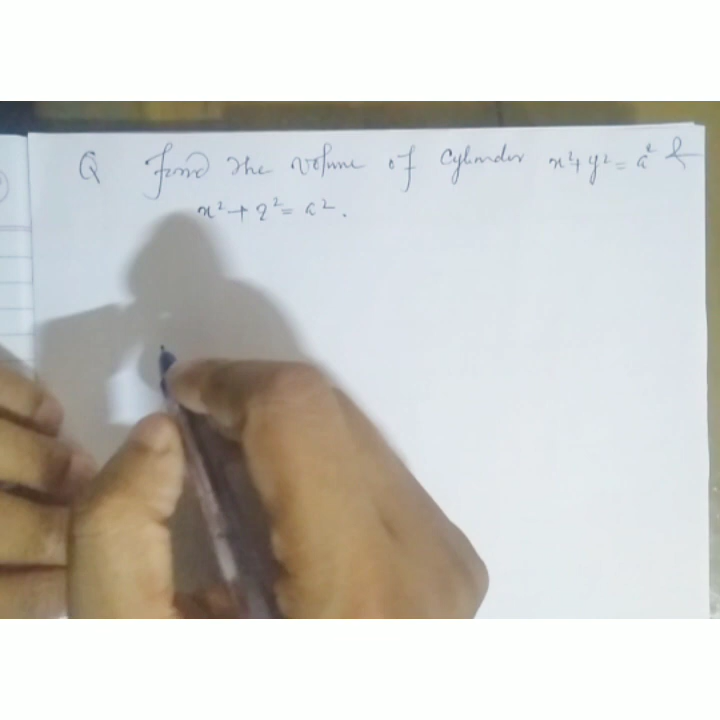 Q Find the volume of cylinder x²+y²=a² &
x²+z²=a².